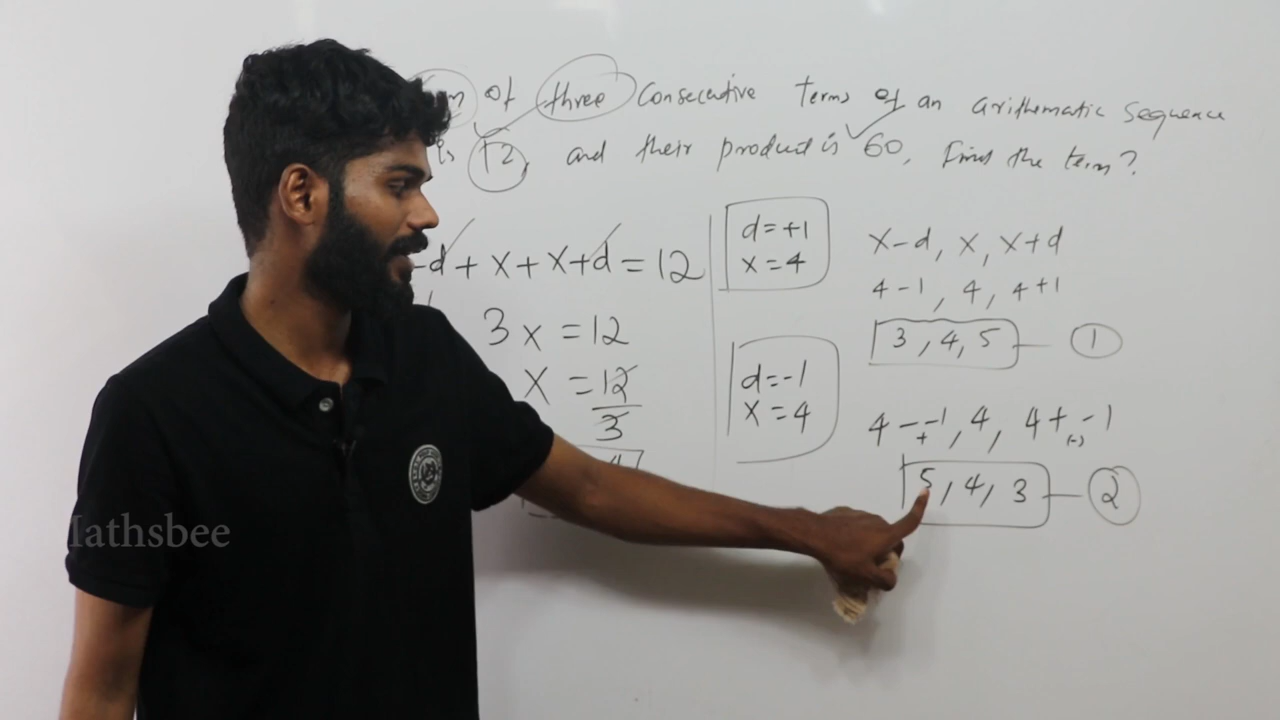 of three Consecutive Terms of an arithematic sequence
is 12, and their product is 60, Find the term?
-d + x + x + d = 12
3x = 12
x = 12
3
d = +1
x = 4
d = -1
x = 4
x-d, x, x+d
4-1, 4, 4+1
3, 4, 5 — 1
4 - -1, 4, 4 + -1
+ (-)
5, 4, 3 — 2
Mathsbee